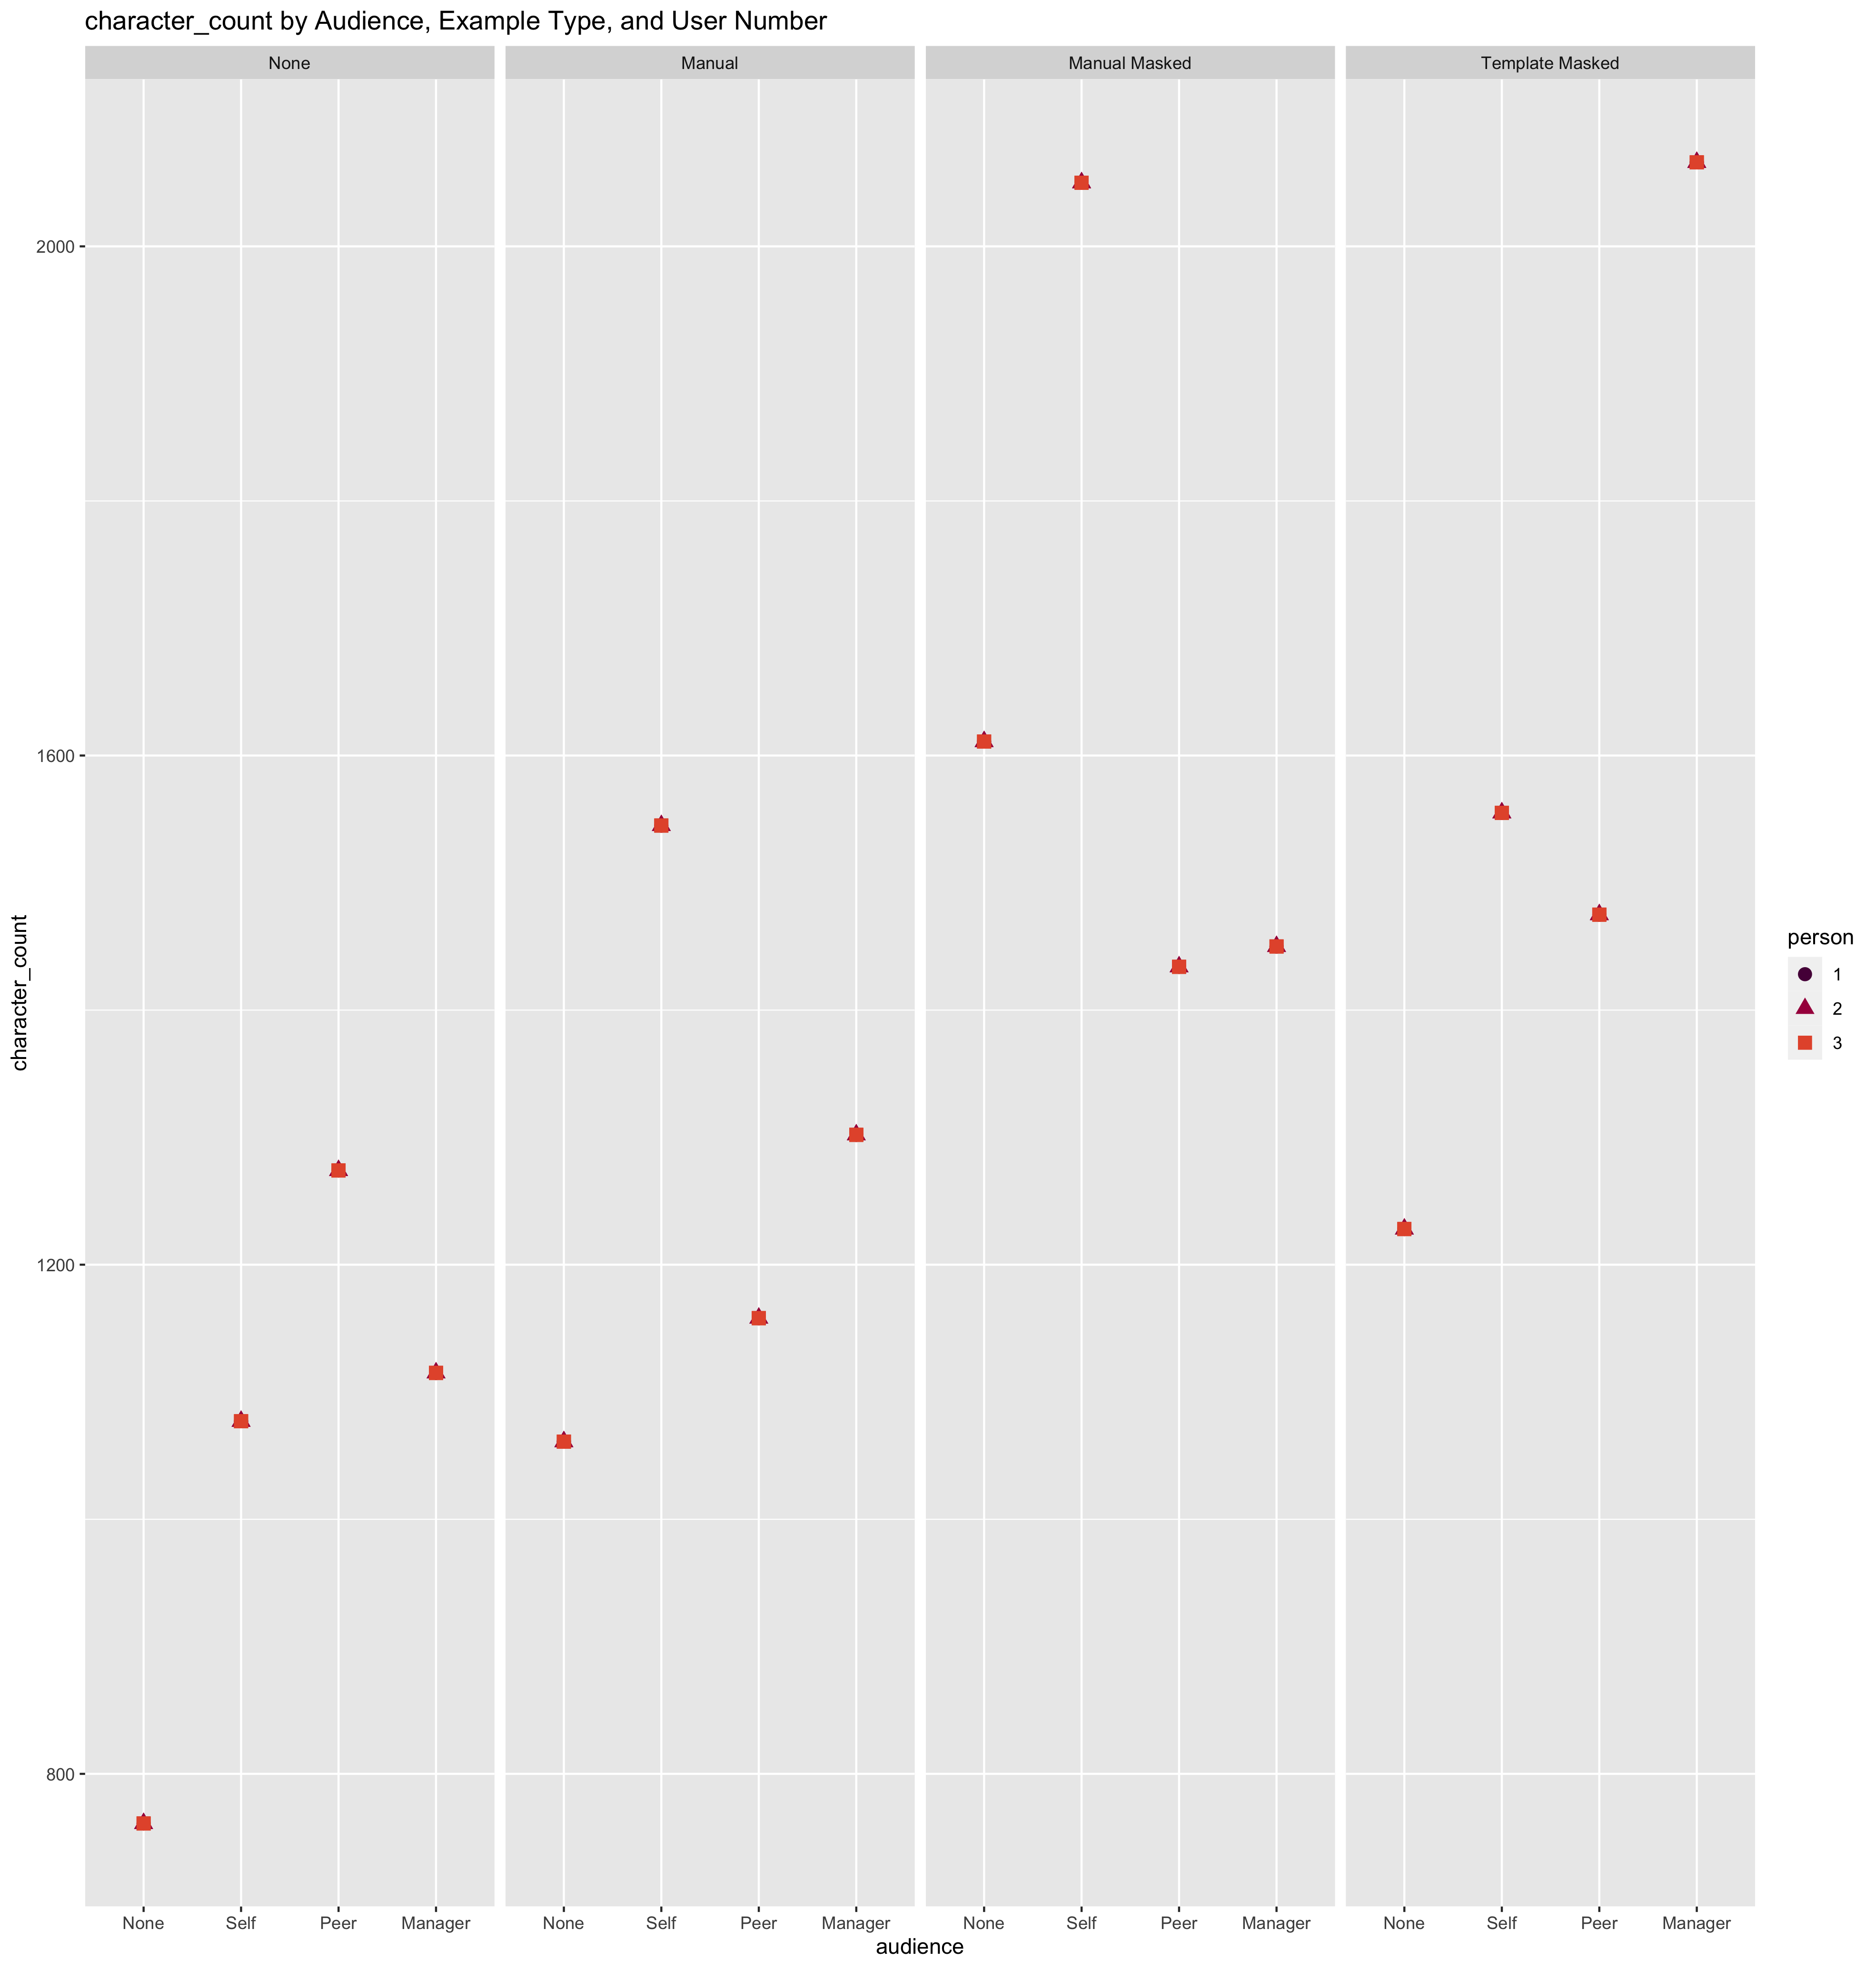 character_count by Audience, Example Type, and User Number
None
Manual
Manual Masked
Template Masked
2000
1600
1200
800
character_count
None Self Peer Manager
None Self Peer Manager
None Self Peer Manager
None Self Peer Manager
audience
person
1
2
3